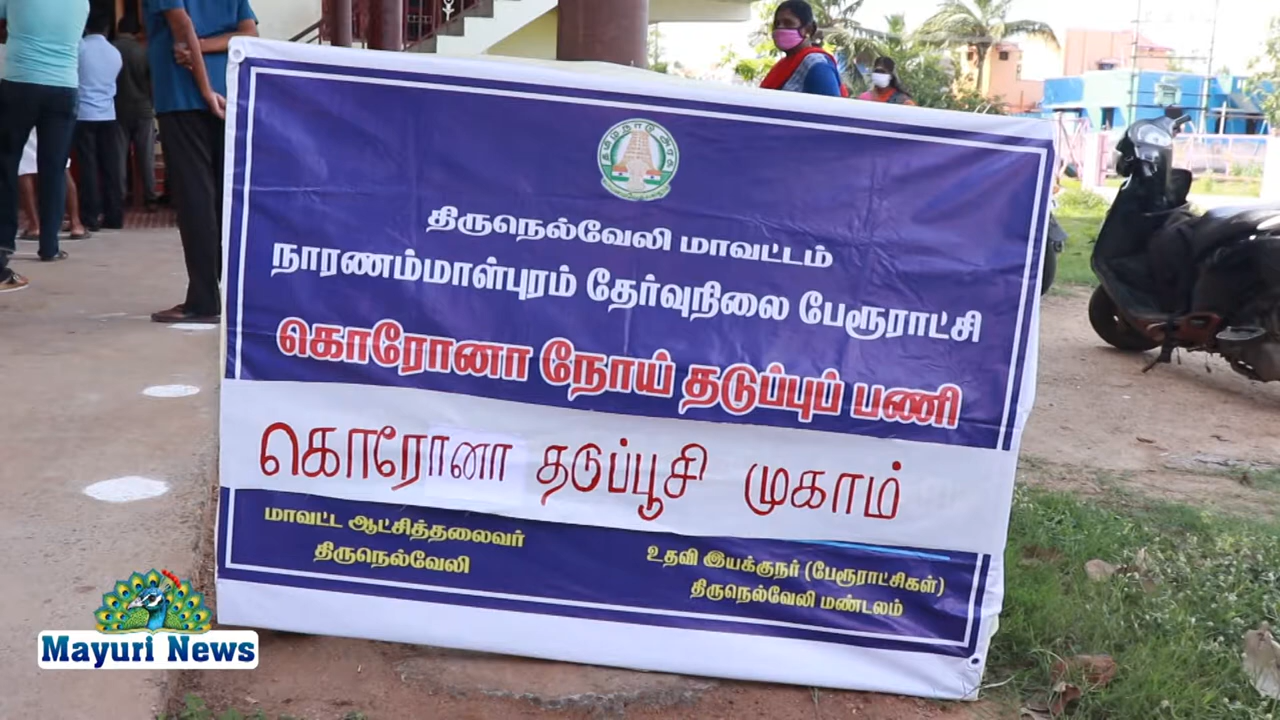 திருநெல்வேலி மாவட்டம்
நாரணம்மாள்புரம் தேர்வுநிலை பேரூராட்சி
கொரோனா நோய் தடுப்புப் பணி
கொரோனா தடுப்பூசி முகாம்
மாவட்ட ஆட்சித்தலைவர்
திருநெல்வேலி
உதவி இயக்குநர் (பேரூராட்சிகள்)
திருநெல்வேலி மண்டலம்
Mayuri News